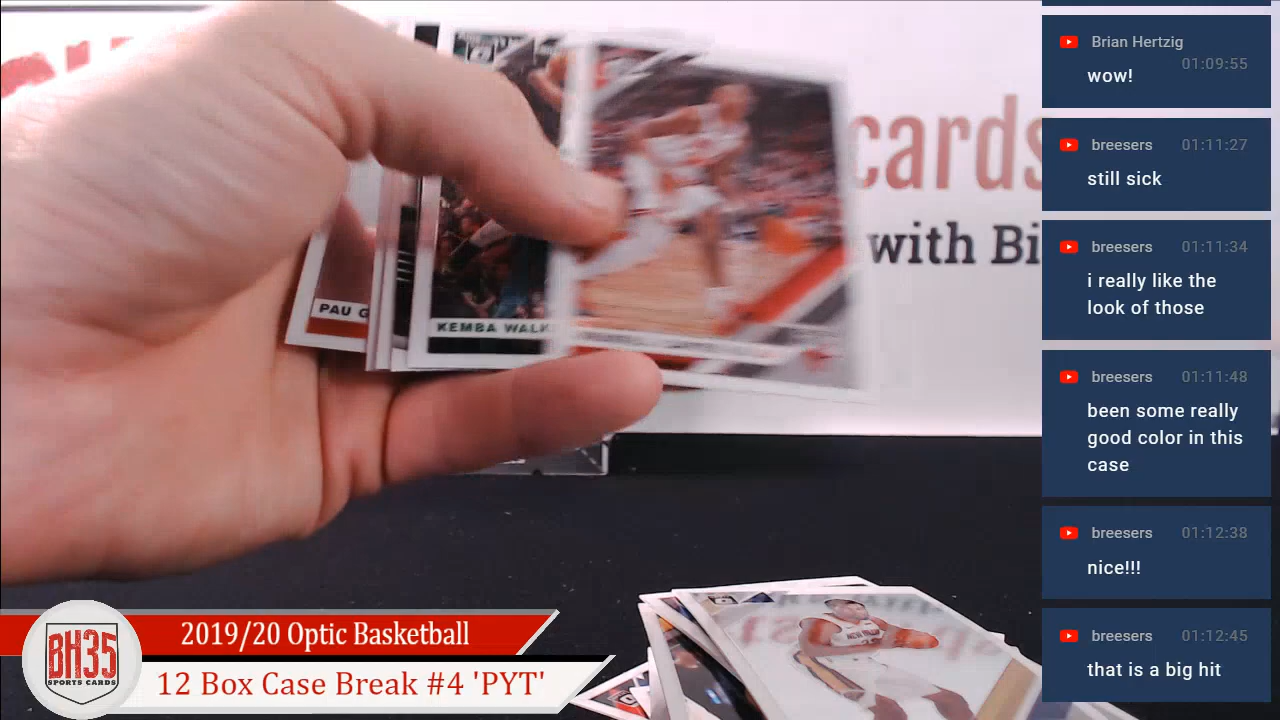 Brian Hertzig
01:09:55
wow!
breesers 01:11:27
still sick
breesers 01:11:34
i really like the
look of those
breesers 01:11:48
been some really
good color in this
case
breesers 01:12:38
nice!!!
breesers 01:12:45
that is a big hit
cards
with Bi
PAU G
KEMBA WALK
2019/20 Optic Basketball
12 Box Case Break #4 'PYT'
BH35
SPORTS CARDS